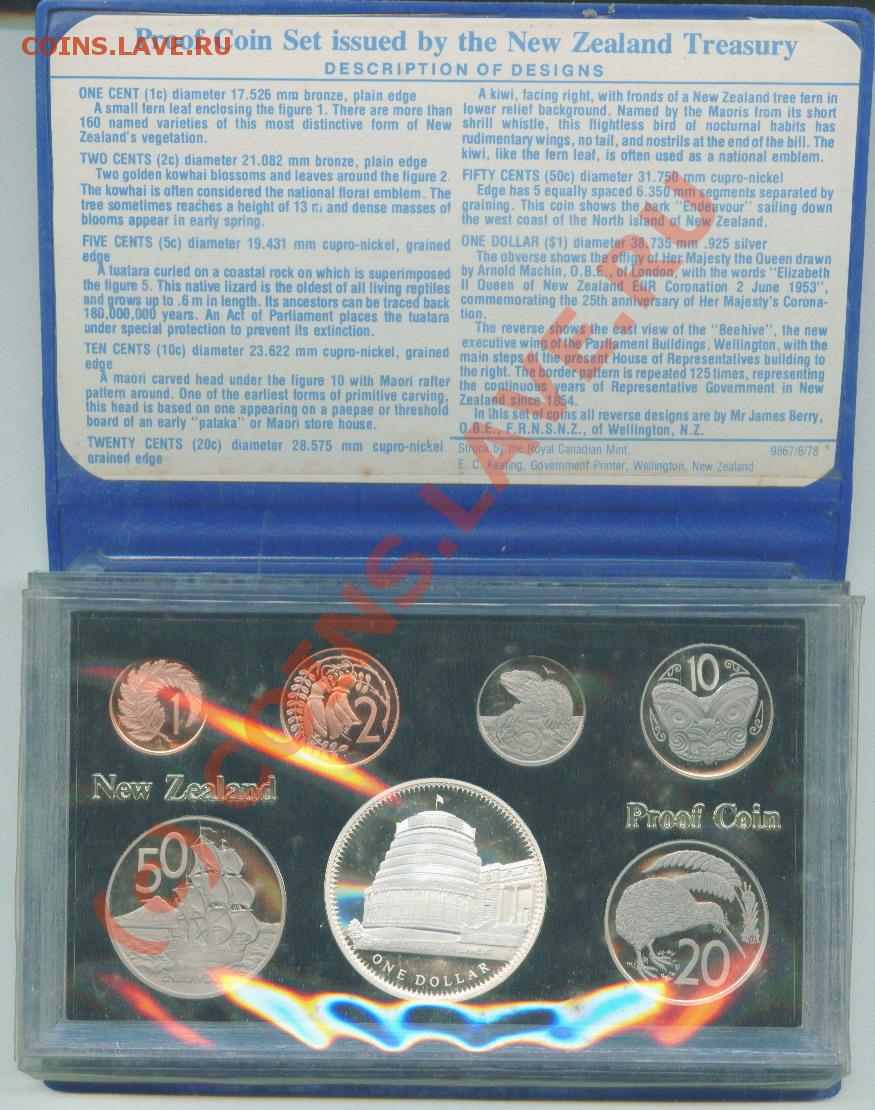 COINS.LAVE.RU
Proof Coin Set issued by the New Zealand Treasury
DESCRIPTION OF DESIGNS
ONE CENT (1c) diameter 17.526 mm bronze, plain edge
A small fern leaf enclosing the figure 1. There are more than
160 named varieties of this most distinctive form of New
Zealand's vegetation.
TWO CENTS (2c) diameter 21.082 mm bronze, plain edge
Two golden kowhai blossoms and leaves around the figure 2.
The kowhai is often considered the national floral emblem. The
tree sometimes reaches a height of 13 m and dense masses of
blooms appear in early spring.
FIVE CENTS (5c) diameter 19.431 mm cupro-nickel, grained
edge
A tuatara curled on a coastal rock on which is superimposed
the figure 5. This native lizard is the oldest of all living reptiles
and grows up to .6 m in length. Its ancestors can be traced back
180,000,000 years. An Act of Parliament places the tuatara
under special protection to prevent its extinction.
TEN CENTS (10c) diameter 23.622 mm cupro-nickel, grained
edge
A maori carved head under the figure 10 with Maori rafter
pattern around. One of the earliest forms of primitive carving,
this head is based on one appearing on a paepae or threshold
board of an early "pataka" or Maori store house.
TWENTY CENTS (20c) diameter 28.575 mm cupro-nickel
grained edge
A kiwi, facing right, with fronds of a New Zealand tree fern in
lower relief background. Named by the Maoris from its short
shrill whistle, this flightless bird of nocturnal habits has
rudimentary wings, no tail, and nostrils at the end of the bill. The
kiwi, like the fern leaf, is often used as a national emblem.
FIFTY CENTS (50c) diameter 31.750 mm cupro-nickel
Edge has 5 equally spaced 6.350 mm segments separated by
graining. This coin shows the bark "Endeavour" sailing down
the west coast of the North island of New Zealand.
ONE DOLLAR ($1) diameter 38.735 mm .925 silver
The obverse shows the effigy of Her Majesty the Queen drawn
by Arnold Machin, O.B.E., of London, with the words "Elizabeth
II Queen of New Zealand EIIR Coronation 2 June 1953",
commemorating the 25th anniversary of Her Majesty's Corona-
tion.
The reverse shows the east view of the "Beehive", the new
executive wing of the Parliament Buildings, Wellington, with the
main steps of the present House of Representatives building to
the right. The border pattern is repeated 125 times, representing
the continuous years of Representative Government in New
Zealand since 1854.
In this set of coins all reverse designs are by Mr James Berry,
O.B.E., F.R.N.S.N.Z., of Wellington, N.Z.
Struck by the Royal Canadian Mint. 9867/6/78
E. C. Keating, Government Printer, Wellington, New Zealand
© COINS.LAVE.RU
1
2
5
10
New Zealand
Proof Coin
50
ENDEAVOUR
PARLIAMENT
ONE DOLLAR
20